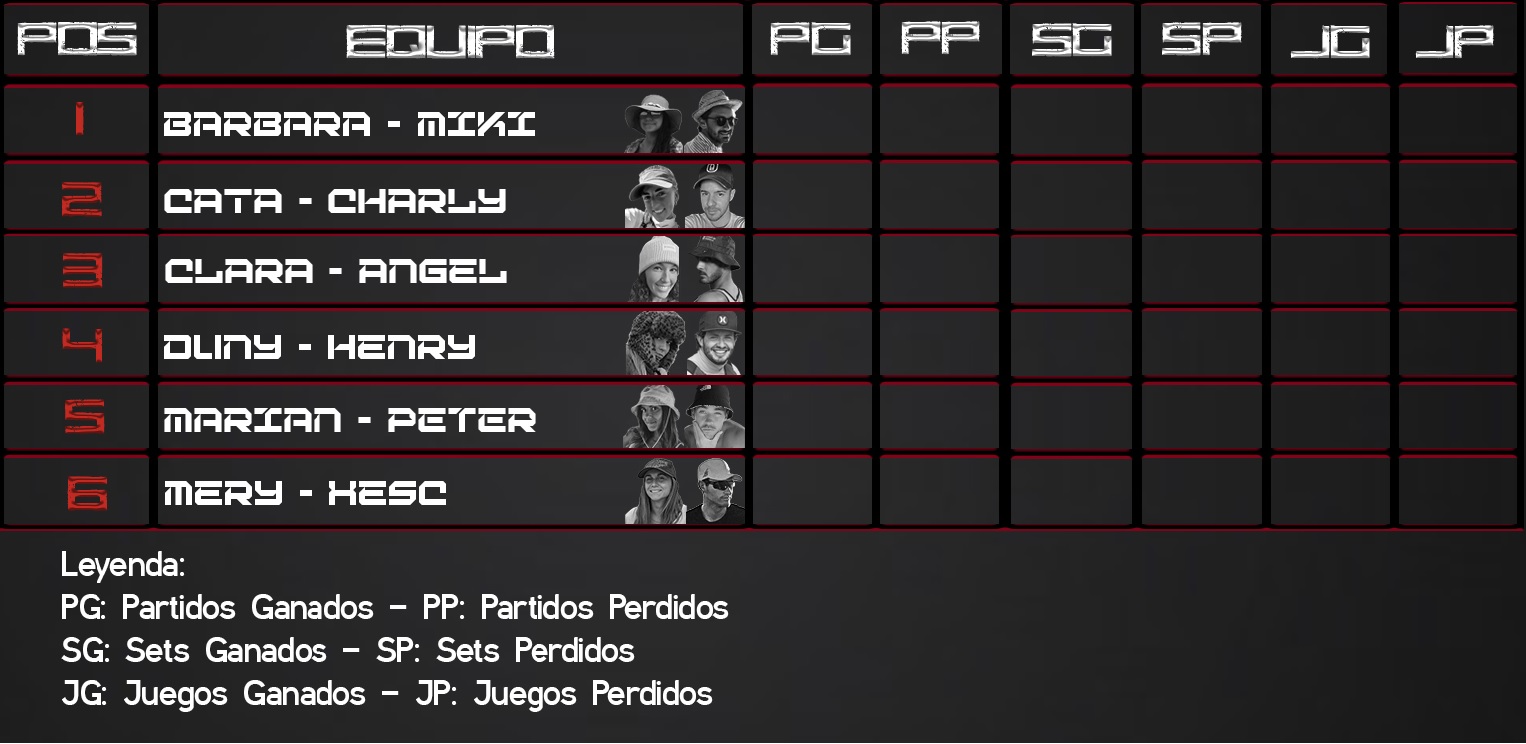 POS EQUIPO PG PP SG SP JG JP
1 BARBARA - MIKI
2 CATA - CHARLY
3 CLARA - ANGEL
4 DLINY - HENRY
5 MARIAN - PETER
6 MERY - XESC
Leyenda:
PG: Partidos Ganados - PP: Partidos Perdidos
SG: Sets Ganados - SP: Sets Perdidos
JG: Juegos Ganados - JP: Juegos Perdidos